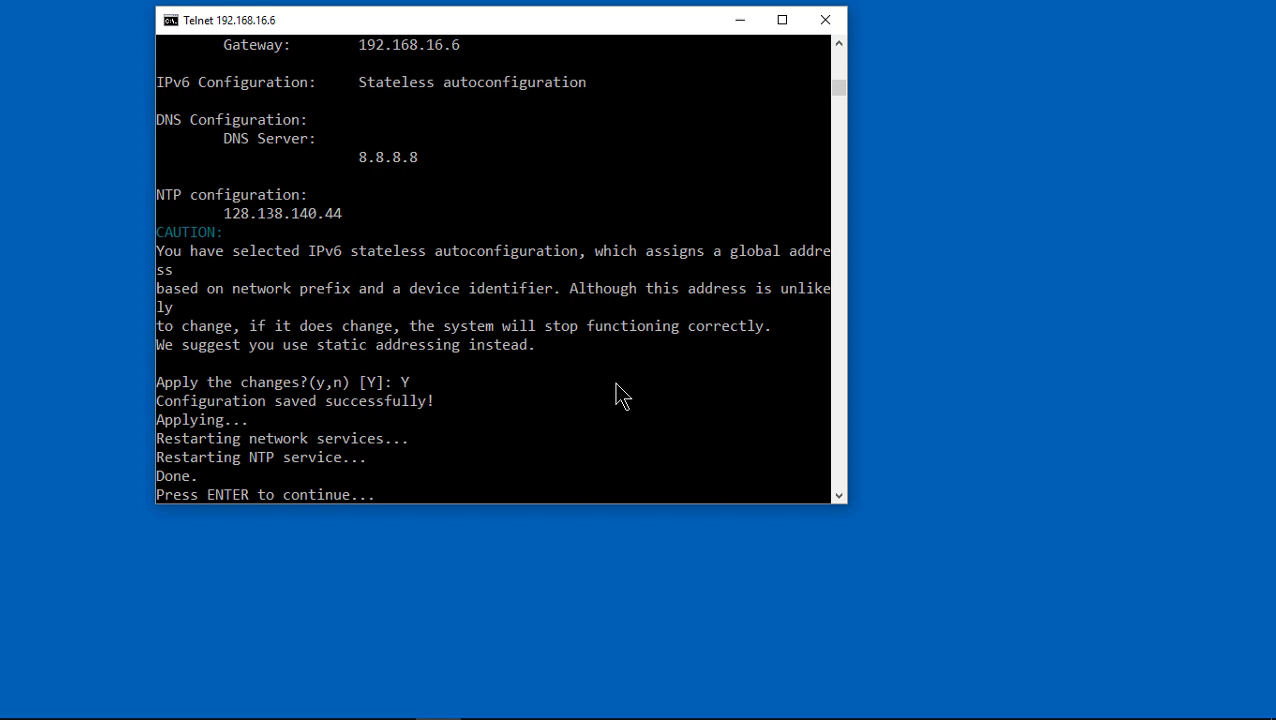 Telnet 192.168.16.6
Gateway: 192.168.16.6
IPv6 Configuration: Stateless autoconfiguration
DNS Configuration:
DNS Server:
8.8.8.8
NTP configuration:
128.138.140.44
CAUTION:
You have selected IPv6 stateless autoconfiguration, which assigns a global addre
ss
based on network prefix and a device identifier. Although this address is unlike
ly
to change, if it does change, the system will stop functioning correctly.
We suggest you use static addressing instead.
Apply the changes?(y,n) [Y]: Y
Configuration saved successfully!
Applying...
Restarting network services...
Restarting NTP service...
Done.
Press ENTER to continue...